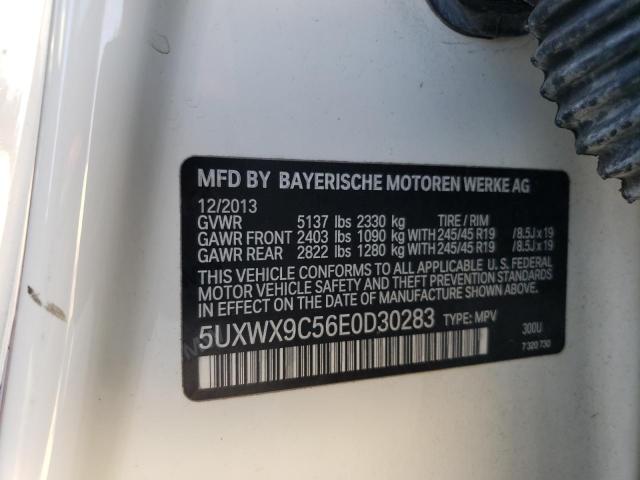 MFD BY BAYERISCHE MOTOREN WERKE AG
12/2013
GVWR 5137 lbs 2330 kg TIRE / RIM
GAWR FRONT 2403 lbs 1090 kg WITH 245/45 R19 /8.5J x 19
GAWR REAR 2822 lbs 1280 kg WITH 245/45 R19 /8.5J x 19
THIS VEHICLE CONFORMS TO ALL APPLICABLE U.S. FEDERAL
MOTOR VEHICLE SAFETY AND THEFT PREVENTION STANDARDS
IN EFFECT ON THE DATE OF MANUFACTURE SHOWN ABOVE.
5UXWX9C56E0D30283 TYPE: MPV
300U
7 320 730